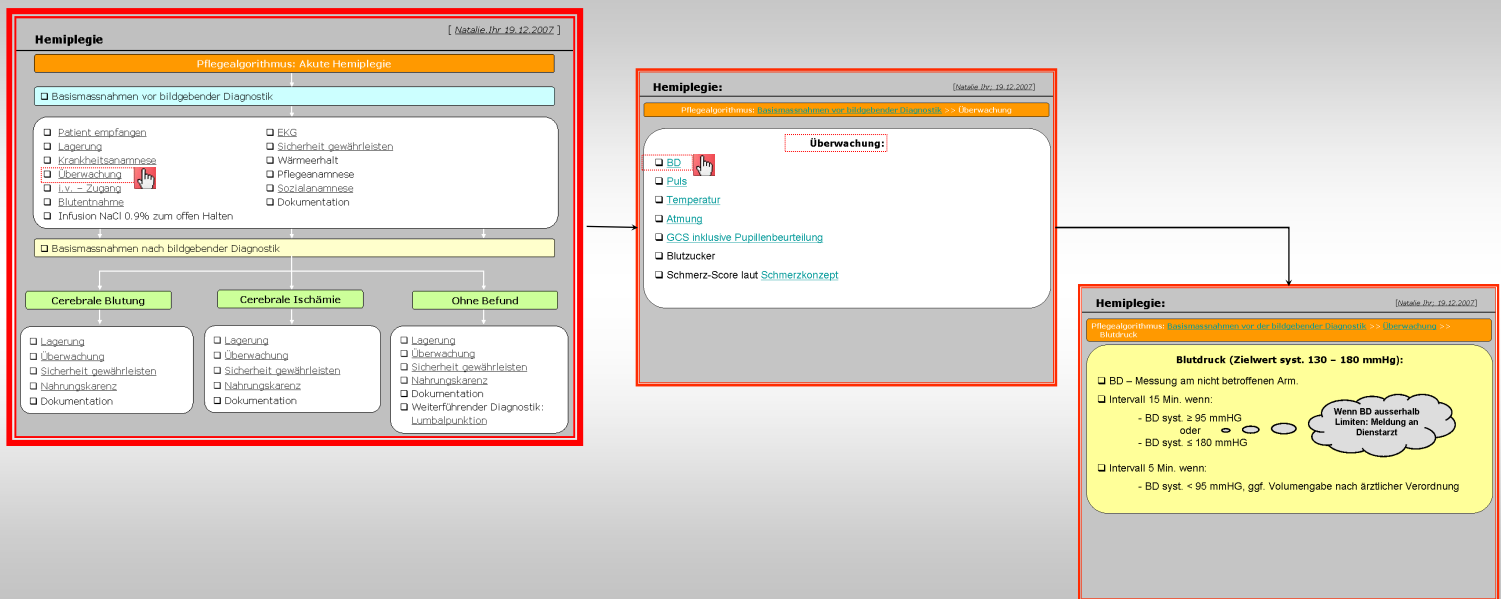 Hemiplegie
[ Natalie.Ihr 19.12.2007 ]
Pflegealgorithmus: Akute Hemiplegie
Basismassnahmen vor bildgebender Diagnostik
Patient empfangen
Lagerung
Krankheitsanamnese
Überwachung
i.v. – Zugang
Blutentnahme
Infusion NaCl 0.9% zum offen Halten
EKG
Sicherheit gewährleisten
Wärmeerhalt
Pflegeanamnese
Sozialanamnese
Dokumentation
Basismassnahmen nach bildgebender Diagnostik
Cerebrale Blutung
Lagerung
Überwachung
Sicherheit gewährleisten
Nahrungskarenz
Dokumentation
Cerebrale Ischämie
Lagerung
Überwachung
Sicherheit gewährleisten
Nahrungskarenz
Dokumentation
Ohne Befund
Lagerung
Überwachung
Sicherheit gewährleisten
Nahrungskarenz
Dokumentation
Weiterführender Diagnostik:
Lumbalpunktion
Hemiplegie:
[Natalie Ihr; 19.12.2007]
Pflegealgorithmus: Basismassnahmen vor bildgebender Diagnostik >> Überwachung
Überwachung:
BD
Puls
Temperatur
Atmung
GCS inklusive Pupillenbeurteilung
Blutzucker
Schmerz-Score laut Schmerzkonzept
Hemiplegie:
[Natalie Ihr; 19.12.2007]
Pflegealgorithmus: Basismassnahmen vor der bildgebender Diagnostik >> Überwachung >>
Blutdruck
Blutdruck (Zielwert syst. 130 – 180 mmHg):
BD – Messung am nicht betroffenen Arm.
Intervall 15 Min. wenn:
- BD syst. ≥ 95 mmHG
oder
- BD syst. ≤ 180 mmHG
Wenn BD ausserhalb
Limiten: Meldung an
Dienstarzt
Intervall 5 Min. wenn:
- BD syst. < 95 mmHG, ggf. Volumengabe nach ärztlicher Verordnung